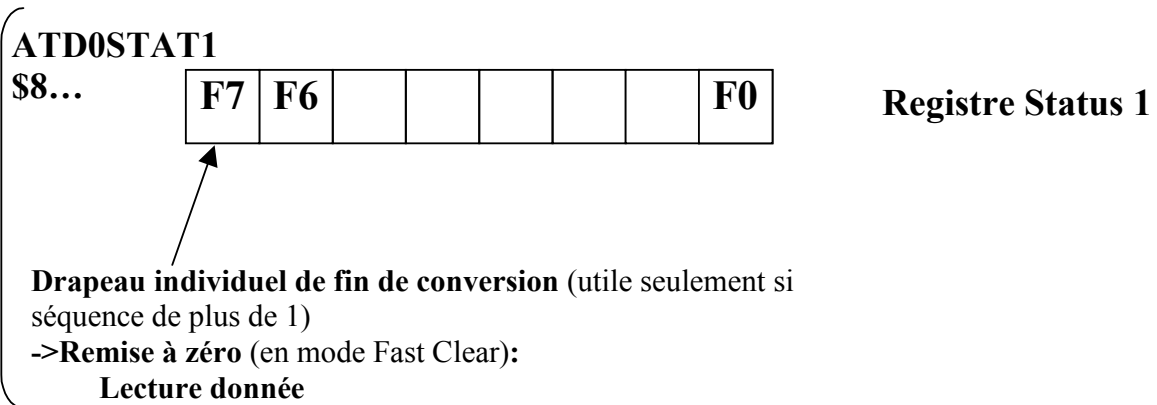 ATD0STAT1
$8…
F7 F6 F0
Registre Status 1
Drapeau individuel de fin de conversion (utile seulement si
séquence de plus de 1)
->Remise à zéro (en mode Fast Clear):
Lecture donnée